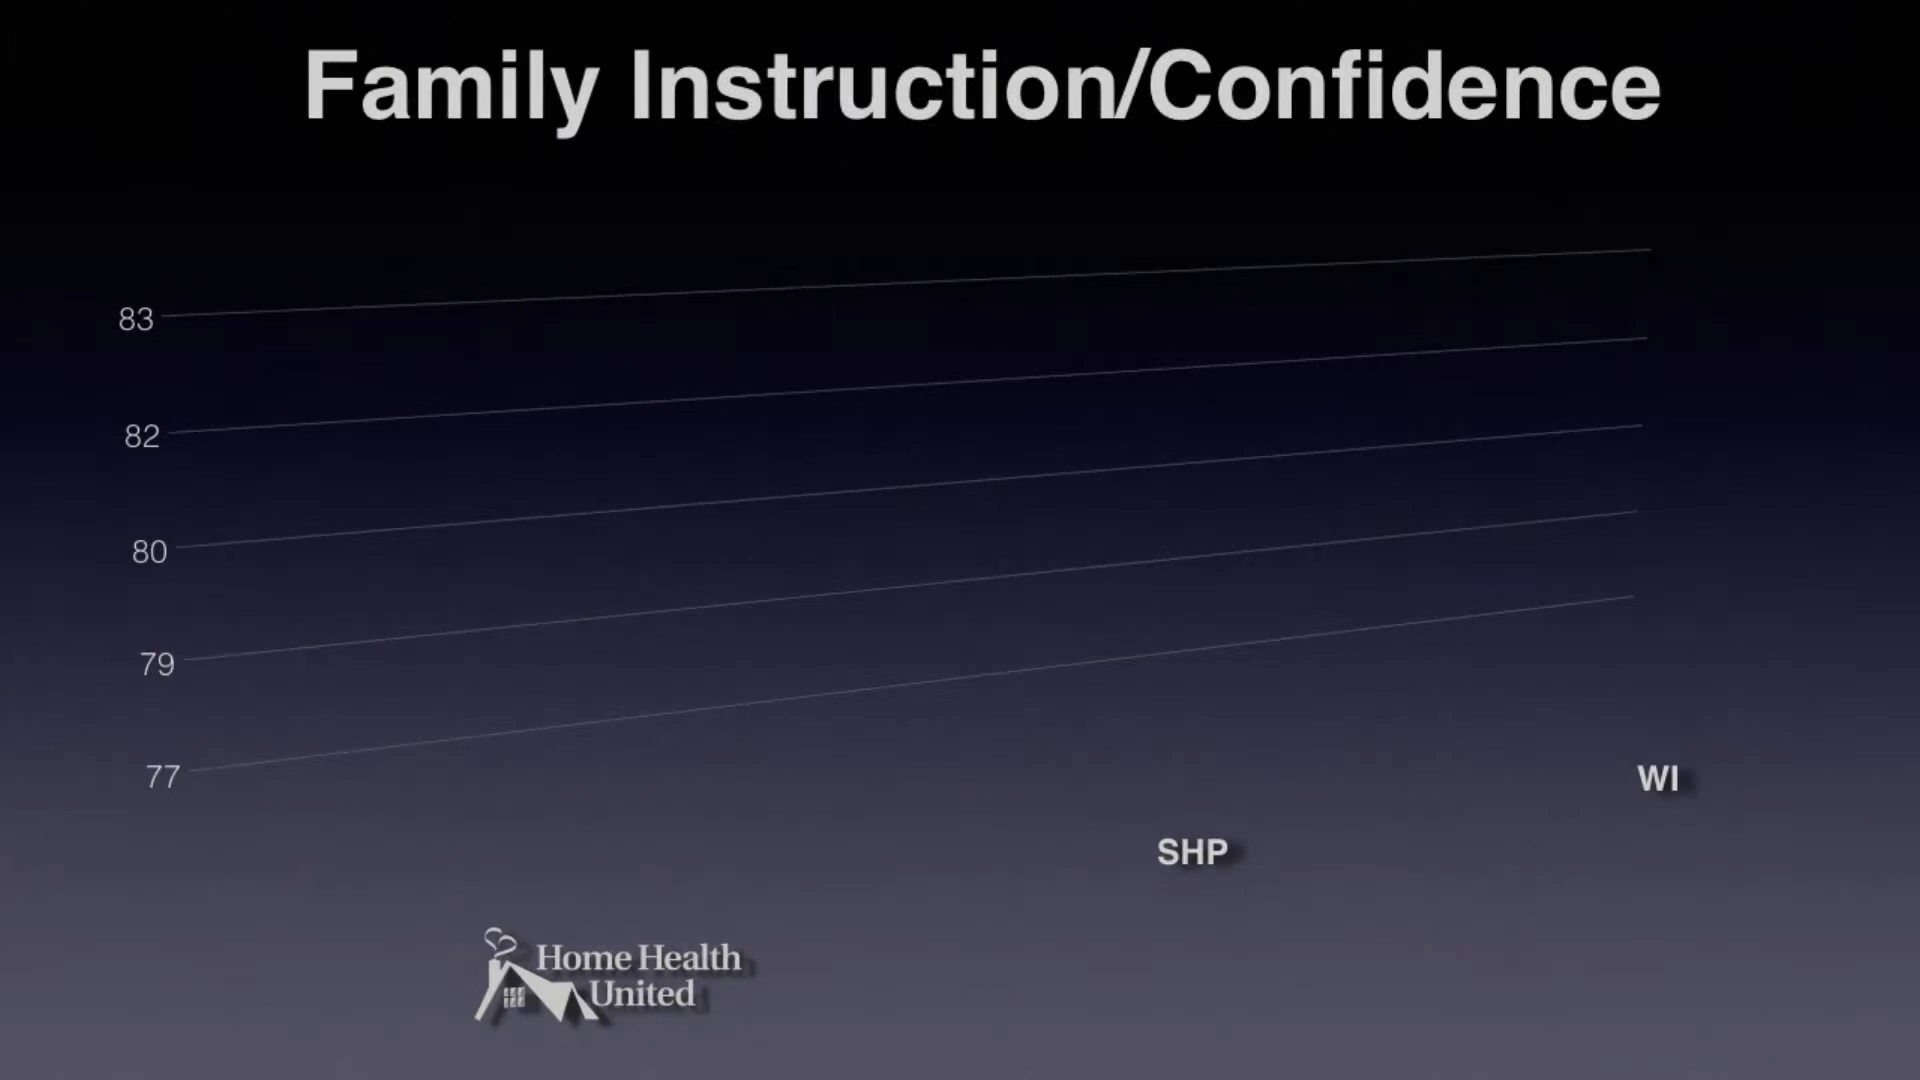 Family Instruction/Confidence
83
82
80
79
77
WI
SHP
Home Health
United